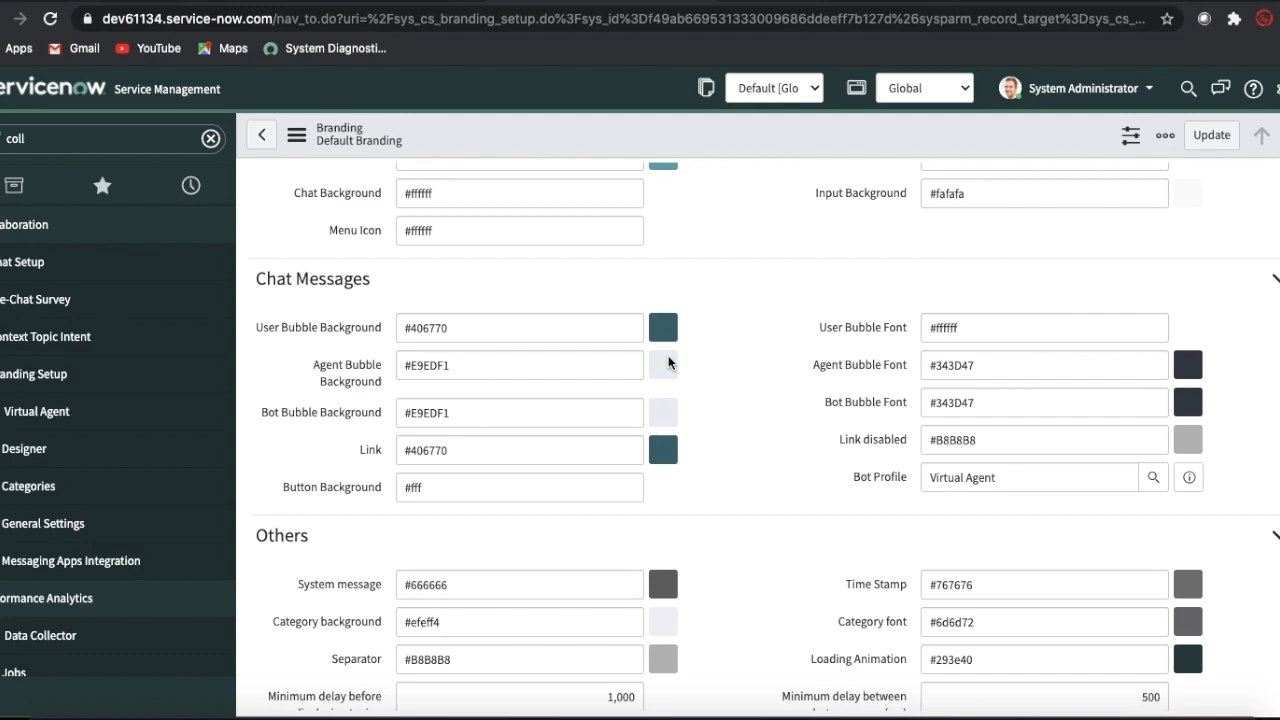 dev61134.service-now.com/nav_to.do?uri=%2Fsys_cs_branding_setup.do%3Fsys_id%3Df49ab669531333009686ddeeff7b127d%26sysparm_record_target%3Dsys_cs_...
Apps Gmail YouTube Maps System Diagnosti...
ervicenow Service Management Default [Glo Global System Administrator
coll Branding
Default Branding Update
aboration
Chat Background #ffffff Input Background #fafafa
Menu Icon #ffffff
at Setup
Chat Messages
e-Chat Survey
User Bubble Background #406770 User Bubble Font #ffffff
ontext Topic Intent
Agent Bubble
Background #E9EDF1 Agent Bubble Font #343D47
anding Setup
Bot Bubble Background #E9EDF1 Bot Bubble Font #343D47
Virtual Agent
Link #406770 Link disabled #B8B8B8
Designer
Button Background #fff Bot Profile Virtual Agent
Categories
Others
General Settings
Messaging Apps Integration
System message #666666 Time Stamp #767676
ormance Analytics
Category background #efeff4 Category font #6d6d72
Data Collector
Separator #B8B8B8 Loading Animation #293e40
Jobs
Minimum delay before 1,000 Minimum delay between 500